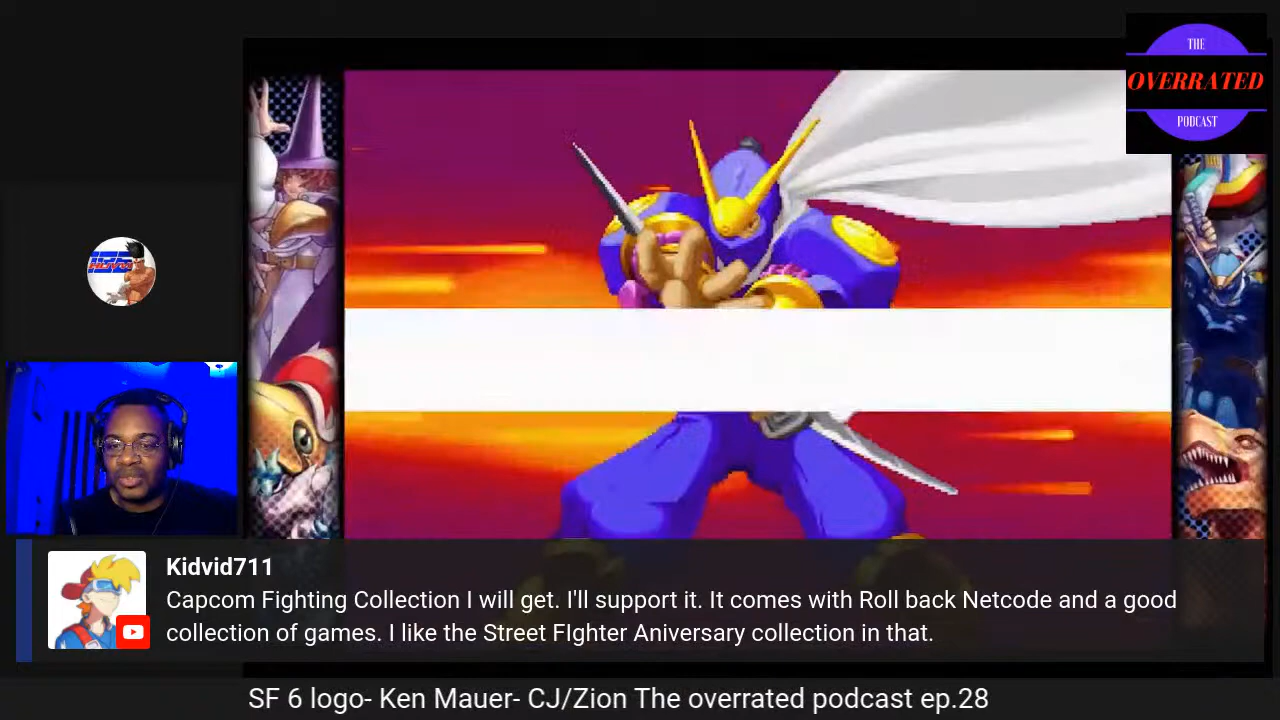 THE
OVERRATED
PODCAST
Kidvid711
Capcom Fighting Collection I will get. I'll support it. It comes with Roll back Netcode and a good
collection of games. I like the Street FIghter Aniversary collection in that.
SF 6 logo- Ken Mauer- CJ/Zion The overrated podcast ep.28